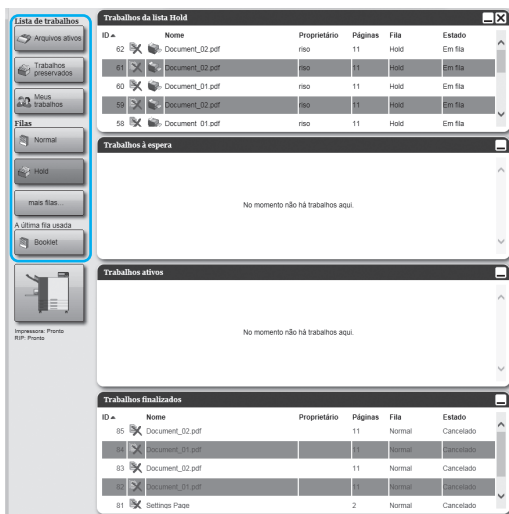 Lista de trabalhos
Arquivos ativos
Trabalhos
preservados
Meus
trabalhos
Filas
Normal
Hold
mais filas...
A última fila usada
Booklet
Impressora: Pronto
RIP: Pronto
Trabalhos da lista Hold
ID Nome Proprietário Páginas Fila Estado
62 Document_02.pdf riso 11 Hold Em fila
61 Document_02.pdf riso 11 Hold Em fila
60 Document_02.pdf riso 11 Hold Em fila
59 Document_02.pdf riso 11 Hold Em fila
58 Document_01.pdf riso 11 Hold Em fila
Trabalhos à espera
No momento não há trabalhos aqui.
Trabalhos ativos
No momento não há trabalhos aqui.
Trabalhos finalizados
ID Nome Proprietário Páginas Fila Estado
85 Document_02.pdf 11 Normal Cancelado
84 Document_01.pdf 11 Normal Cancelado
83 Document_02.pdf 11 Normal Cancelado
82 Document_01.pdf 11 Normal Cancelado
81 Settings Page 2 Normal Cancelado